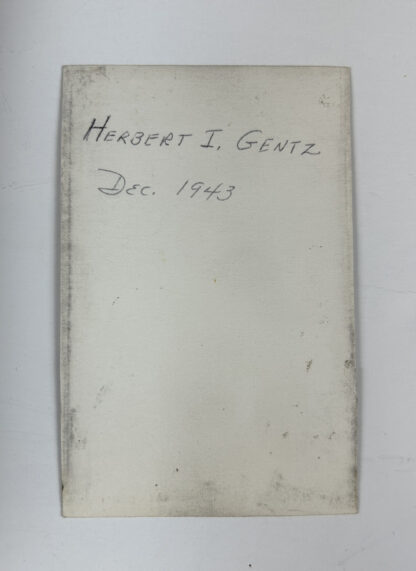 HERBERT I. GENTZ
DEC. 1943